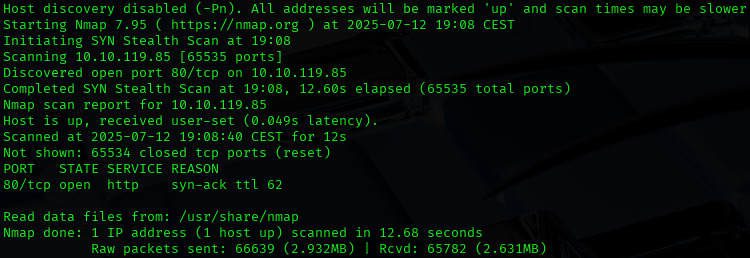 Host discovery disabled (-Pn). All addresses will be marked 'up' and scan times may be slower
Starting Nmap 7.95 ( https://nmap.org ) at 2025-07-12 19:08 CEST
Initiating SYN Stealth Scan at 19:08
Scanning 10.10.119.85 [65535 ports]
Discovered open port 80/tcp on 10.10.119.85
Completed SYN Stealth Scan at 19:08, 12.60s elapsed (65535 total ports)
Nmap scan report for 10.10.119.85
Host is up, received user-set (0.049s latency).
Scanned at 2025-07-12 19:08:40 CEST for 12s
Not shown: 65534 closed tcp ports (reset)
PORT   STATE SERVICE REASON
80/tcp open  http    syn-ack ttl 62

Read data files from: /usr/share/nmap
Nmap done: 1 IP address (1 host up) scanned in 12.68 seconds
           Raw packets sent: 66639 (2.932MB) | Rcvd: 65782 (2.631MB)